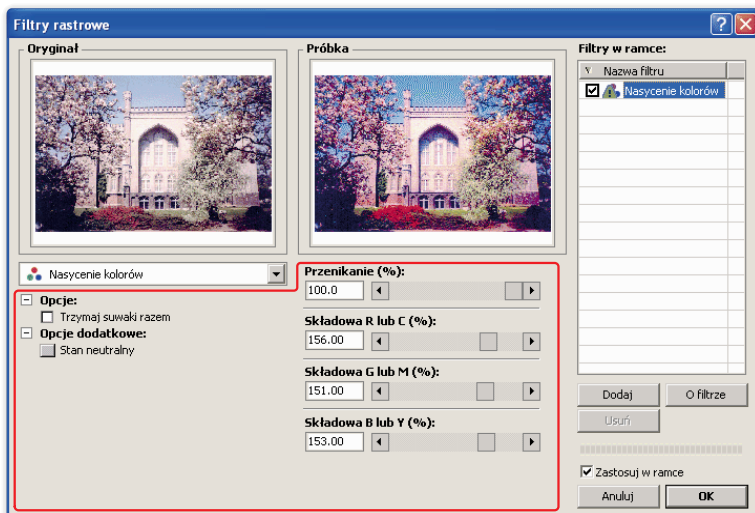 Filtry rastrowe
Oryginał
Próbka
Filtry w ramce:
Nazwa filtru
Nasycenie kolorów
Nasycenie kolorów
Opcje:
Trzymaj suwaki razem
Opcje dodatkowe:
Stan neutralny
Przenikanie (%):
100.0
Składowa R lub C (%):
156.00
Składowa G lub M (%):
151.00
Składowa B lub Y (%):
153.00
Dodaj
O filtrze
Usuń
Zastosuj w ramce
Anuluj
OK